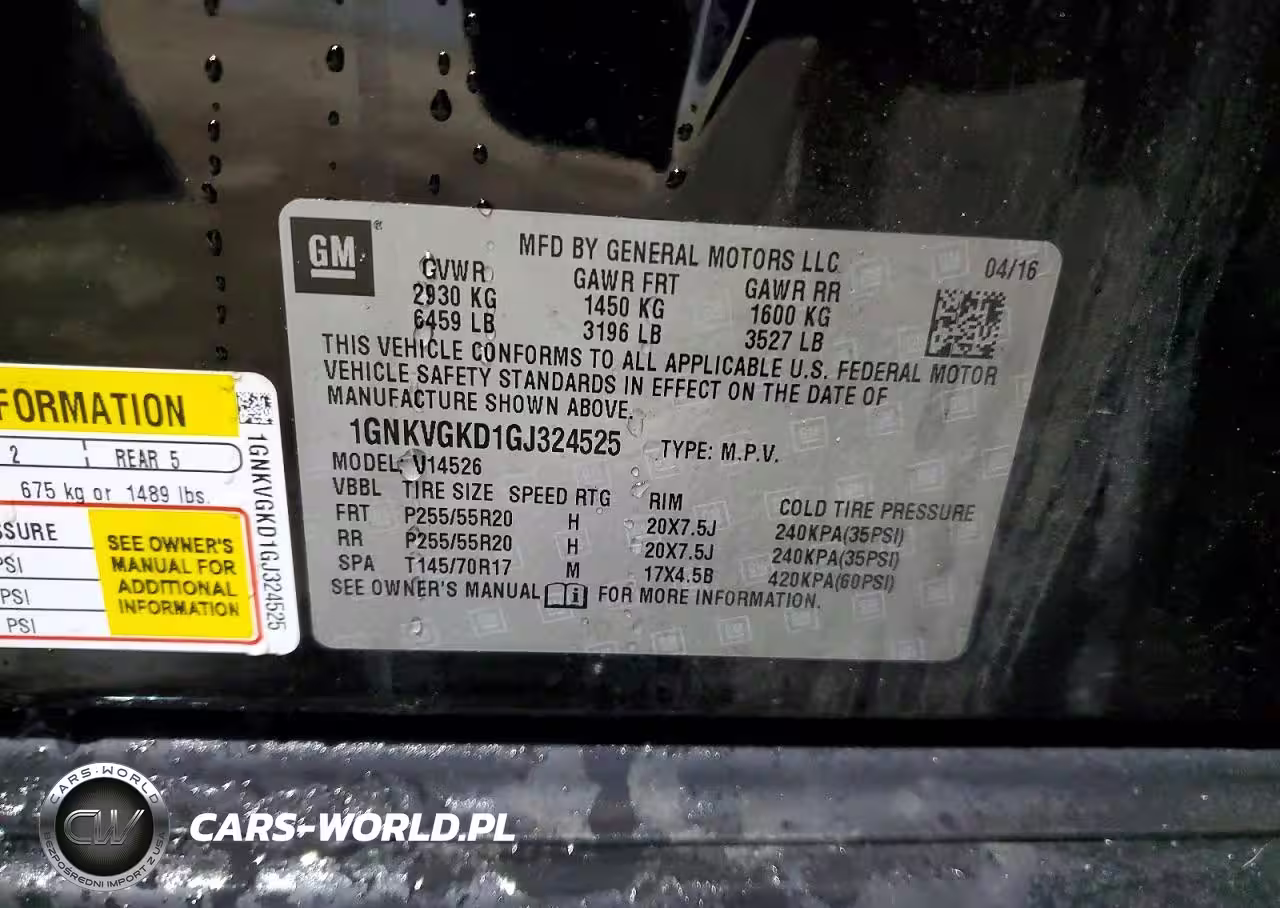 GM ®
MFD BY GENERAL MOTORS LLC
04/16
GVWR GAWR FRT GAWR RR
2930 KG 1450 KG 1600 KG
6459 LB 3196 LB 3527 LB
THIS VEHICLE CONFORMS TO ALL APPLICABLE U.S. FEDERAL MOTOR
VEHICLE SAFETY STANDARDS IN EFFECT ON THE DATE OF
MANUFACTURE SHOWN ABOVE.
1GNKVGKD1GJ324525 TYPE: M.P.V.
MODEL: V14526
VBBL TIRE SIZE SPEED RTG RIM COLD TIRE PRESSURE
FRT P255/55R20 H 20X7.5J 240KPA(35PSI)
RR P255/55R20 H 20X7.5J 240KPA(35PSI)
SPA T145/70R17 M 17X4.5B 420KPA(60PSI)
SEE OWNER'S MANUAL FOR MORE INFORMATION.
FORMATION
2 REAR 5
675 kg or 1489 lbs.
SSURE
PSI
PSI
PSI
SEE OWNER'S
MANUAL FOR
ADDITIONAL
INFORMATION
1GNKVGKD1GJ324525
CARS-WORLD
CW
BEZPOŚREDNI IMPORT Z USA
CARS-WORLD.PL